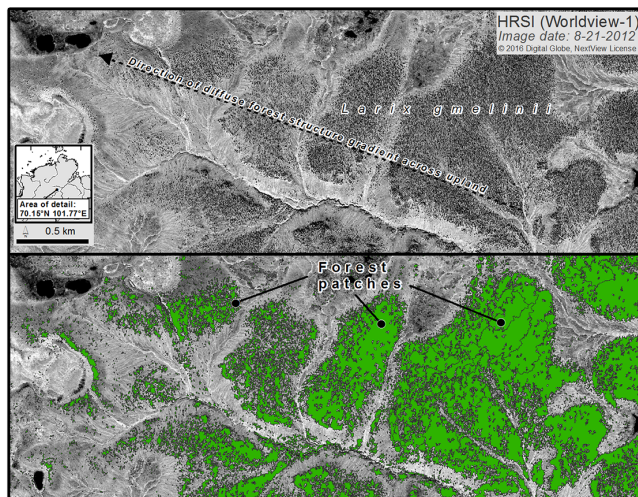 HRSI (Worldview-1)
Image date: 8-21-2012
© 2016 Digital Globe, NextView License
Direction of diffuse forest structure gradient across upland
Larix gmelinii
Area of detail:
70.15°N 101.77°E
0.5 km
Forest
patches